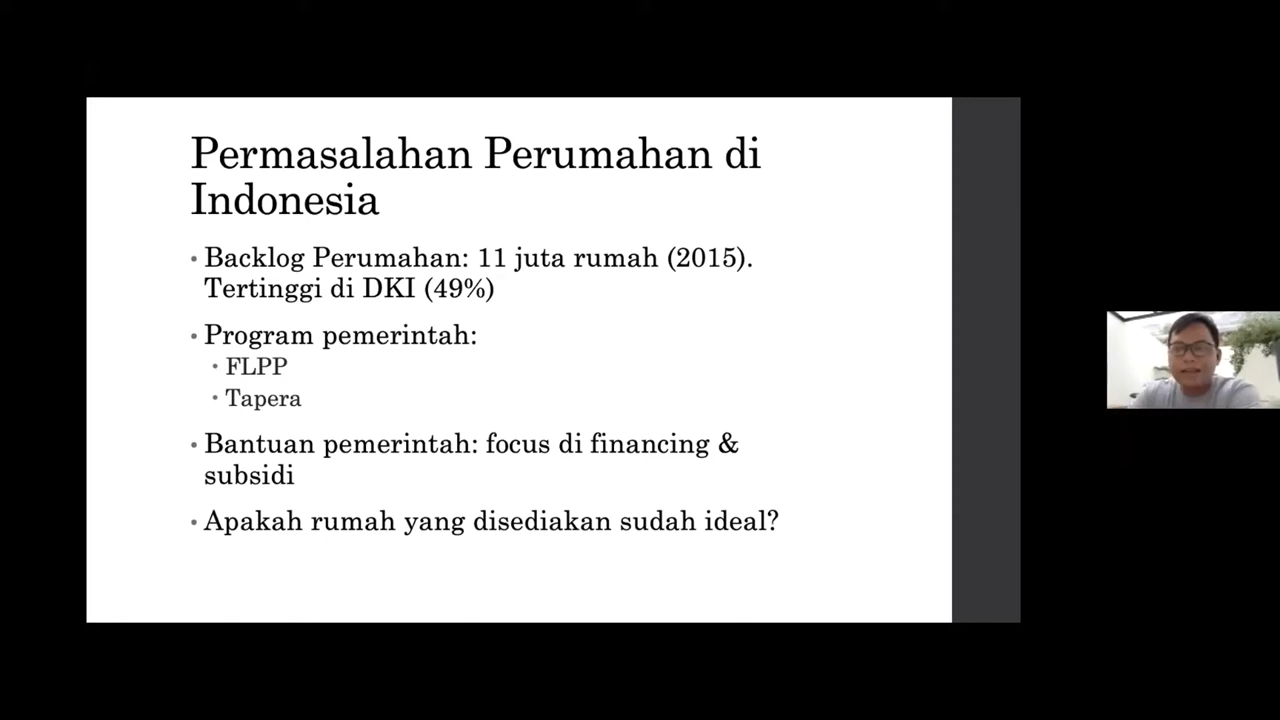 Permasalahan Perumahan di
Indonesia
• Backlog Perumahan: 11 juta rumah (2015).
Tertinggi di DKI (49%)
• Program pemerintah:
• FLPP
• Tapera
• Bantuan pemerintah: focus di financing &
subsidi
• Apakah rumah yang disediakan sudah ideal?